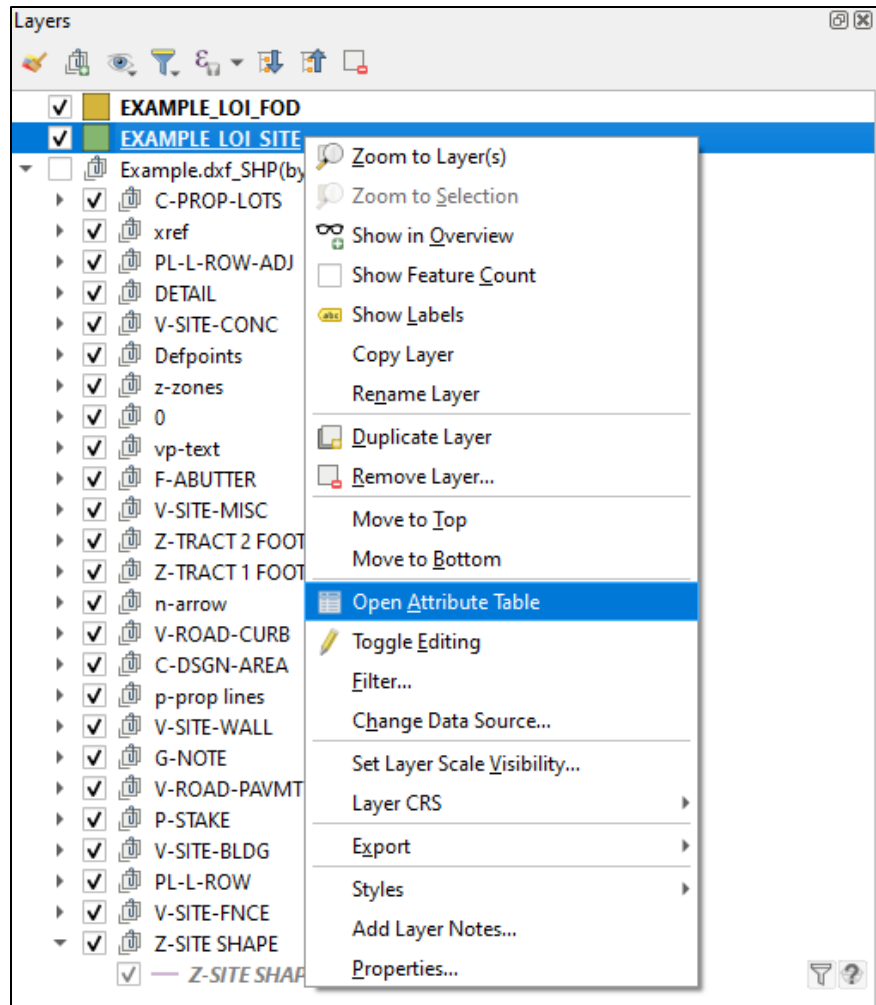 Layers
EXAMPLE_LOI_FOD
EXAMPLE_LOI_SITE
Example.dxf_SHP(by
C-PROP-LOTS
xref
PL-L-ROW-ADJ
DETAIL
V-SITE-CONC
Defpoints
z-zones
0
vp-text
F-ABUTTER
V-SITE-MISC
Z-TRACT 2 FOOT
Z-TRACT 1 FOOT
n-arrow
V-ROAD-CURB
C-DSGN-AREA
p-prop lines
V-SITE-WALL
G-NOTE
V-ROAD-PAVMT
P-STAKE
V-SITE-BLDG
PL-L-ROW
V-SITE-FNCE
Z-SITE SHAPE
Z-SITE SHAP
Zoom to Layer(s)
Zoom to Selection
Show in Overview
Show Feature Count
abc Show Labels
Copy Layer
Rename Layer
Duplicate Layer
Remove Layer...
Move to Top
Move to Bottom
Open Attribute Table
Toggle Editing
Filter...
Change Data Source...
Set Layer Scale Visibility...
Layer CRS
Export
Styles
Add Layer Notes...
Properties...